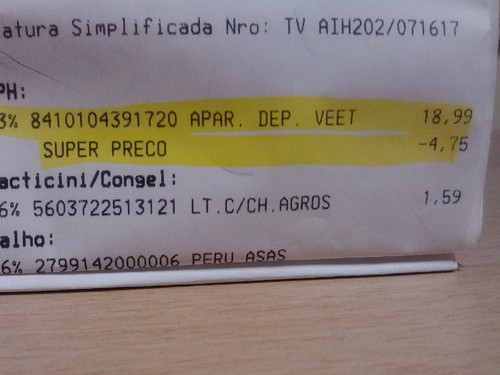 atura Simplificada Nro: TV AIH202/071617
PH:
3% 8410104391720 APAR. DEP. VEET 18,99
SUPER PRECO -4,75
acticini/Congel:
6% 5603722513121 LT.C/CH.AGROS 1,59
alho:
6% 2799142000006 PERU ASAS